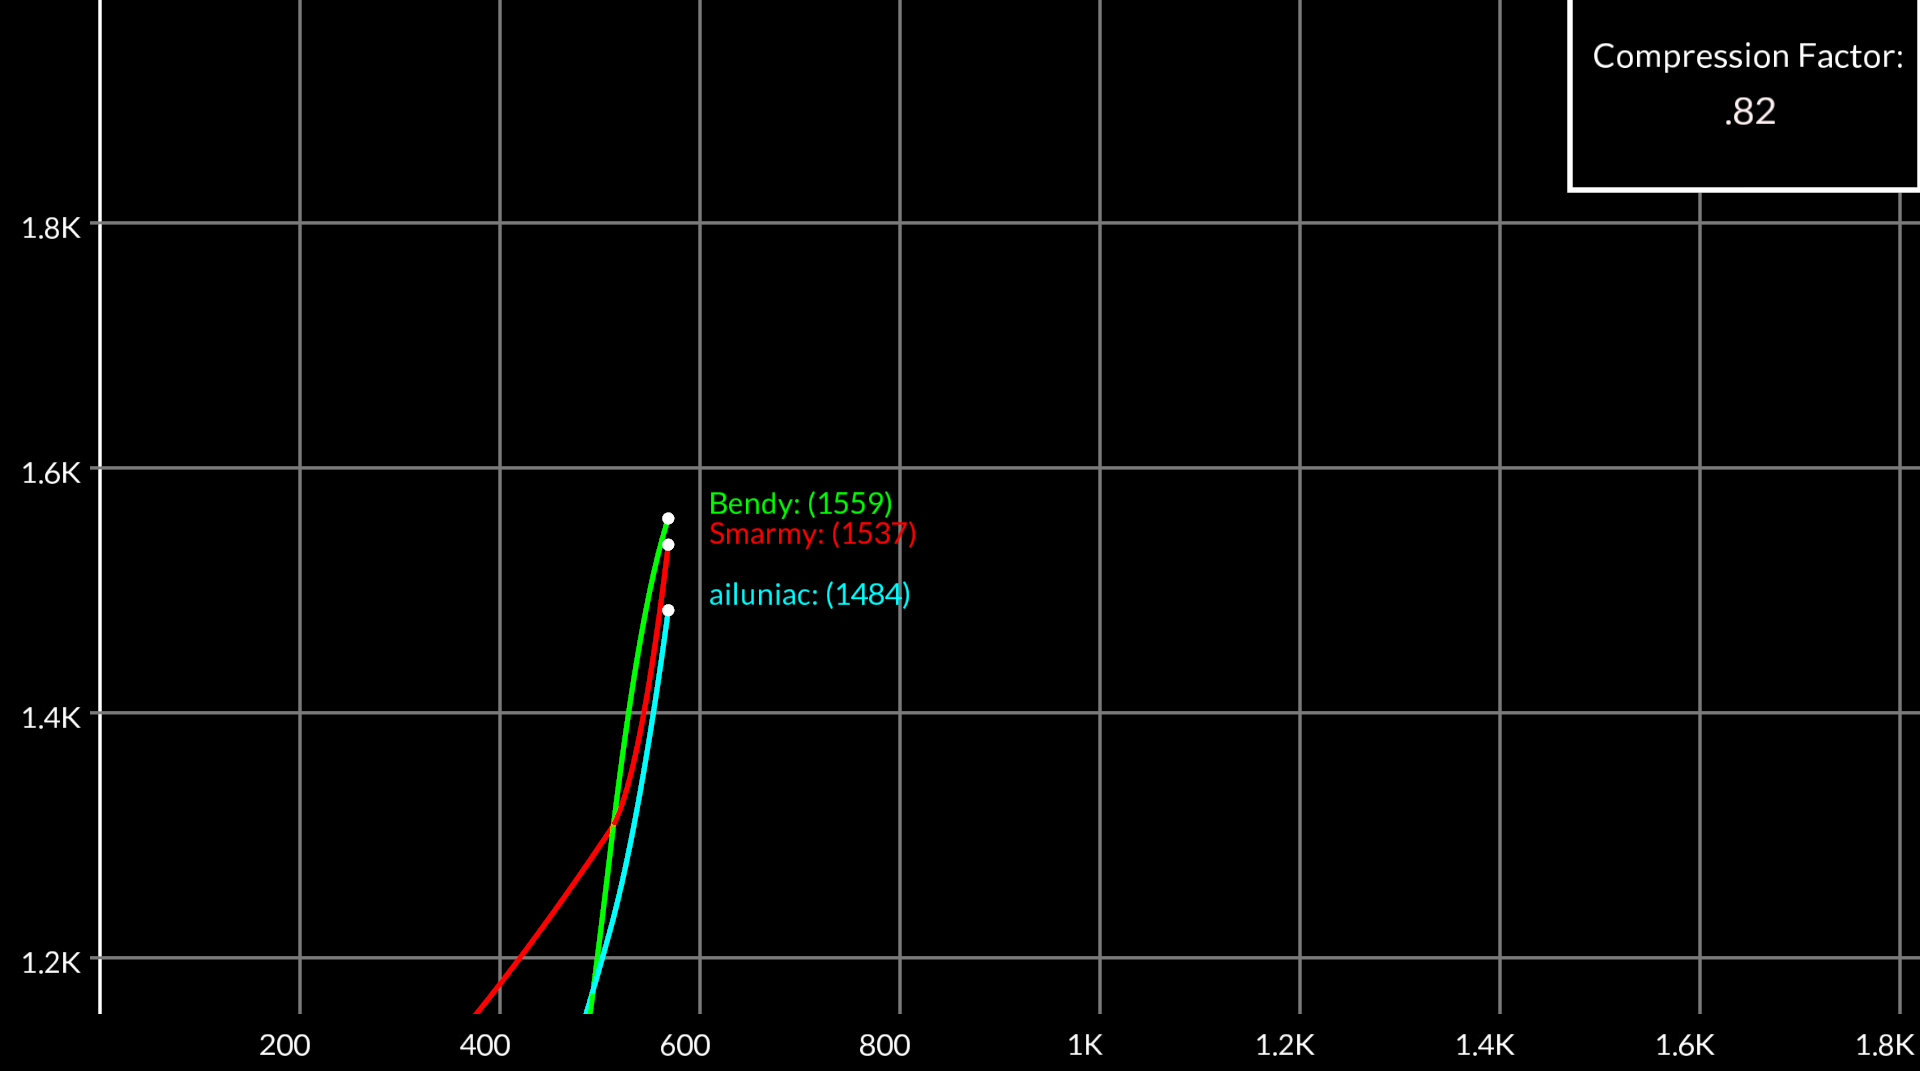 Compression Factor:
.82
1.8K
1.6K
Bendy: (1559)
Smarmy: (1537)
ailuniac: (1484)
1.4K
1.2K
200 400 600 800 1K 1.2K 1.4K 1.6K 1.8K